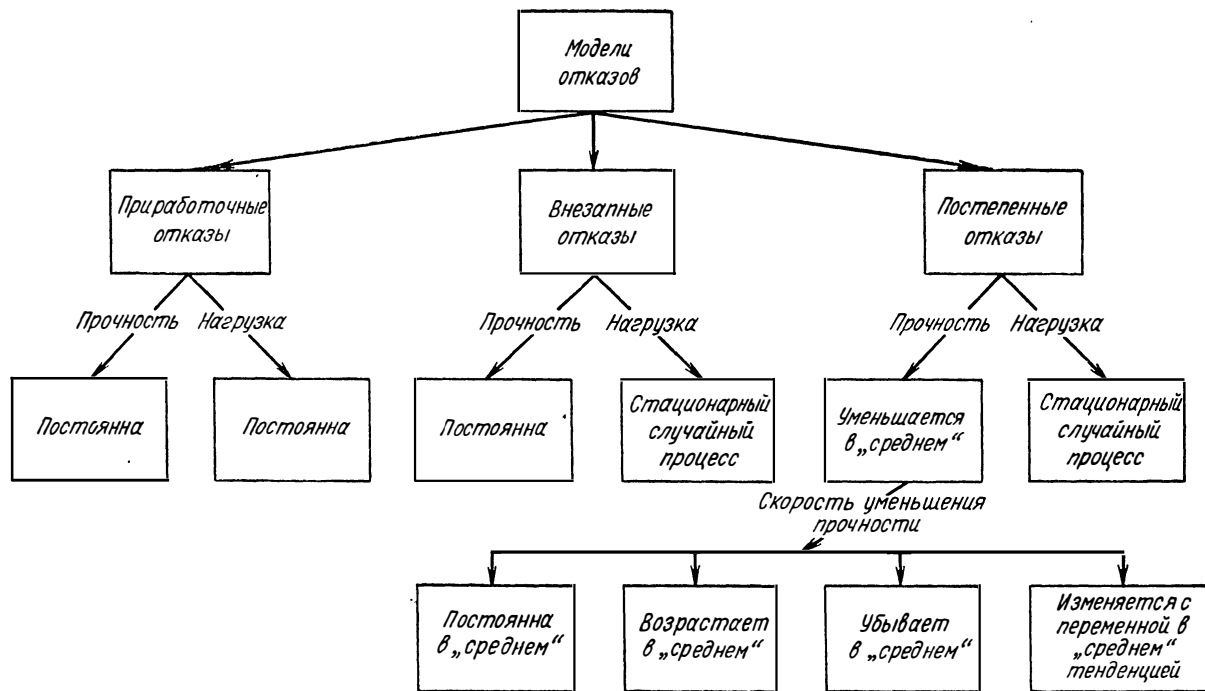 Модели
отказов
Приработочные
отказы
Внезапные
отказы
Постепенные
отказы
Прочность
Нагрузка
Прочность
Нагрузка
Прочность
Нагрузка
Постоянна
Постоянна
Постоянна
Стационарный
случайный
процесс
Уменьшается
в „среднем“
Стационарный
случайный
процесс
Скорость уменьшения
прочности
Постоянна
в „среднем“
Возрастает
в „среднем“
Убывает
в „среднем“
Изменяется с
переменной в
„среднем“
тенденцией